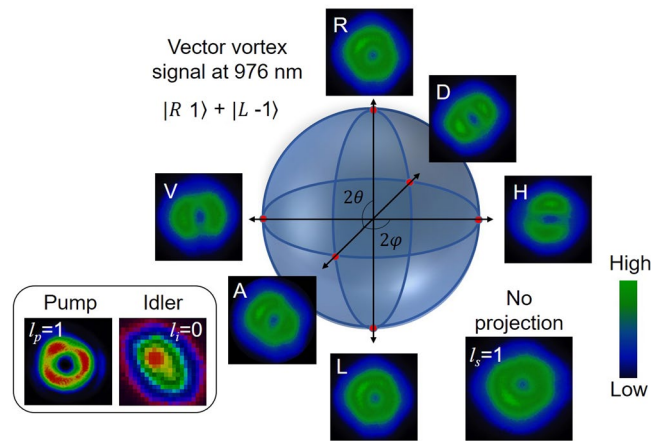 R
Vector vortex
signal at 976 nm
|R 1⟩ + |L -1⟩
D
V
H
2θ
2φ
A
High
Low
Pump
l_p=1
Idler
l_i=0
L
No
projection
l_s=1